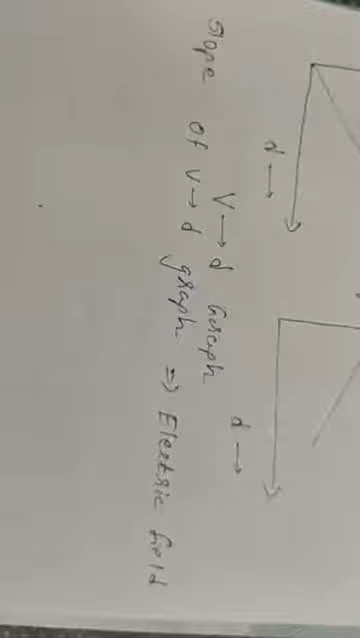 d → d →
V → d Graph
Slope of V → d graph ⇒ Electric field